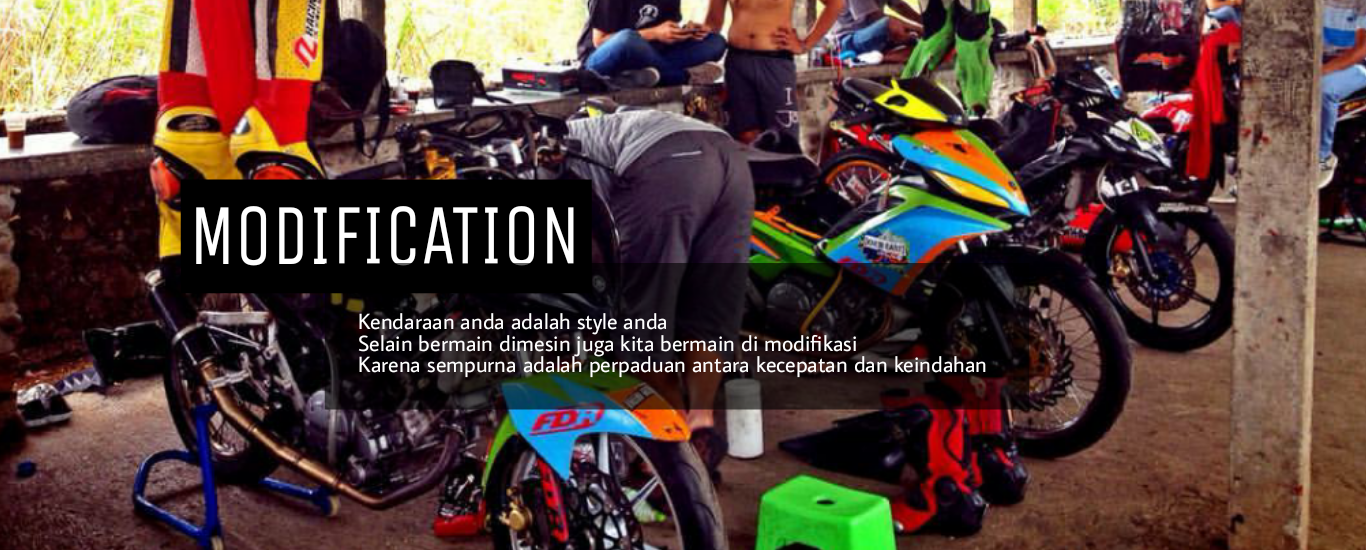 MODIFICATION
Kendaraan anda adalah style anda
Selain bermain dimesin juga kita bermain di modifikasi
Karena sempurna adalah perpaduan antara kecepatan dan keindahan
FDR